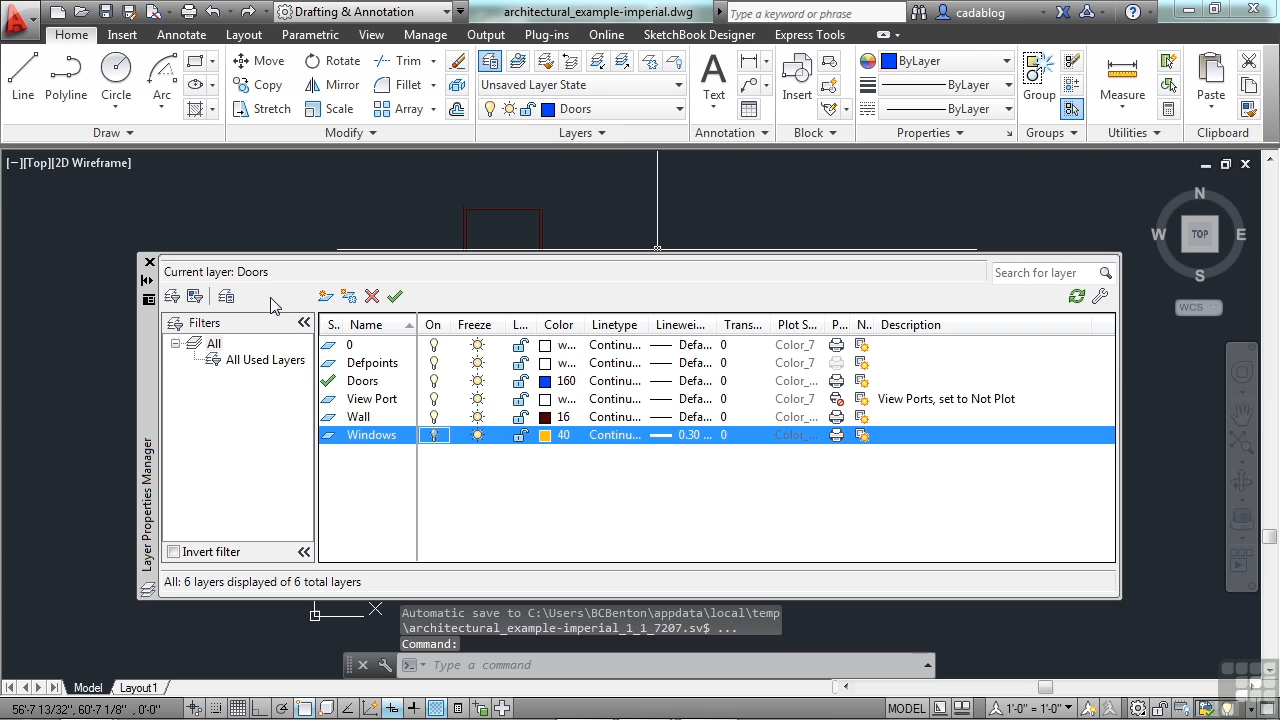 Drafting & Annotation
architectural_example-imperial.dwg
Type a keyword or phrase
cadablog
Home Insert Annotate Layout Parametric View Manage Output Plug-ins Online SketchBook Designer Express Tools
Line Polyline Circle Arc
Move Rotate Trim
Copy Mirror Fillet
Stretch Scale Array
Unsaved Layer State
Doors
Text
Insert
ByLayer
ByLayer
ByLayer
Group
Measure
Paste
Draw Modify Layers Annotation Block Properties Groups Utilities Clipboard
[−][Top][2D Wireframe]
N
W TOP E
S
WCS
Current layer: Doors
Search for layer
Filters
All
All Used Layers
Invert filter
Layer Properties Manager
S.. Name On Freeze L... Color Linetype Linewei... Trans... Plot S... P... N.. Description
0 w... Continu... Defa... 0 Color_7
Defpoints w... Continu... Defa... 0 Color_7
Doors 160 Continu... Defa... 0 Color_...
View Port w... Continu... Defa... 0 Color_7 View Ports, set to Not Plot
Wall 16 Continu... Defa... 0 Color_...
Windows 40 Continu... 0.30 ... 0 Color_...
All: 6 layers displayed of 6 total layers
Automatic save to C:\Users\BCBenton\appdata\local\temp
\architectural_example-imperial_1_1_7207.sv$ ...
Command:
Type a command
Model Layout1
56'-7 13/32", 60'-7 1/8" , 0'-0"
MODEL
1'-0" = 1'-0"